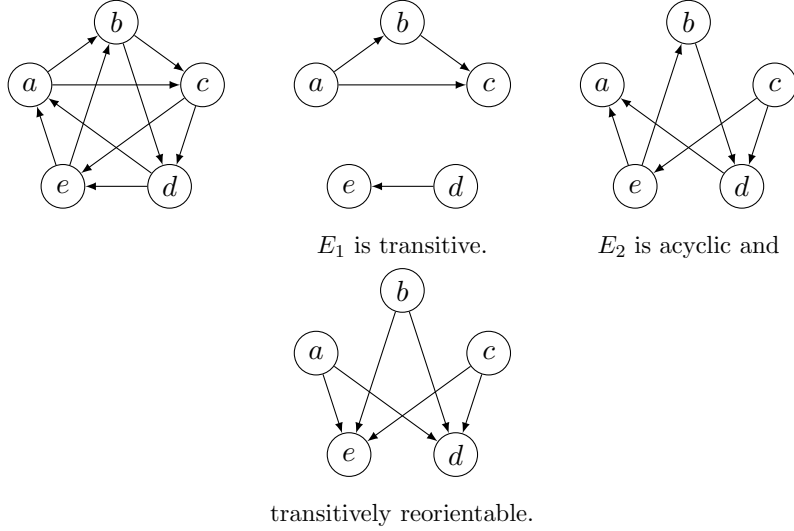 b
a c
e d
b
a c
e d
E₁ is transitive.
b
a c
e d
E₂ is acyclic and
b
a c
e d
transitively reorientable.